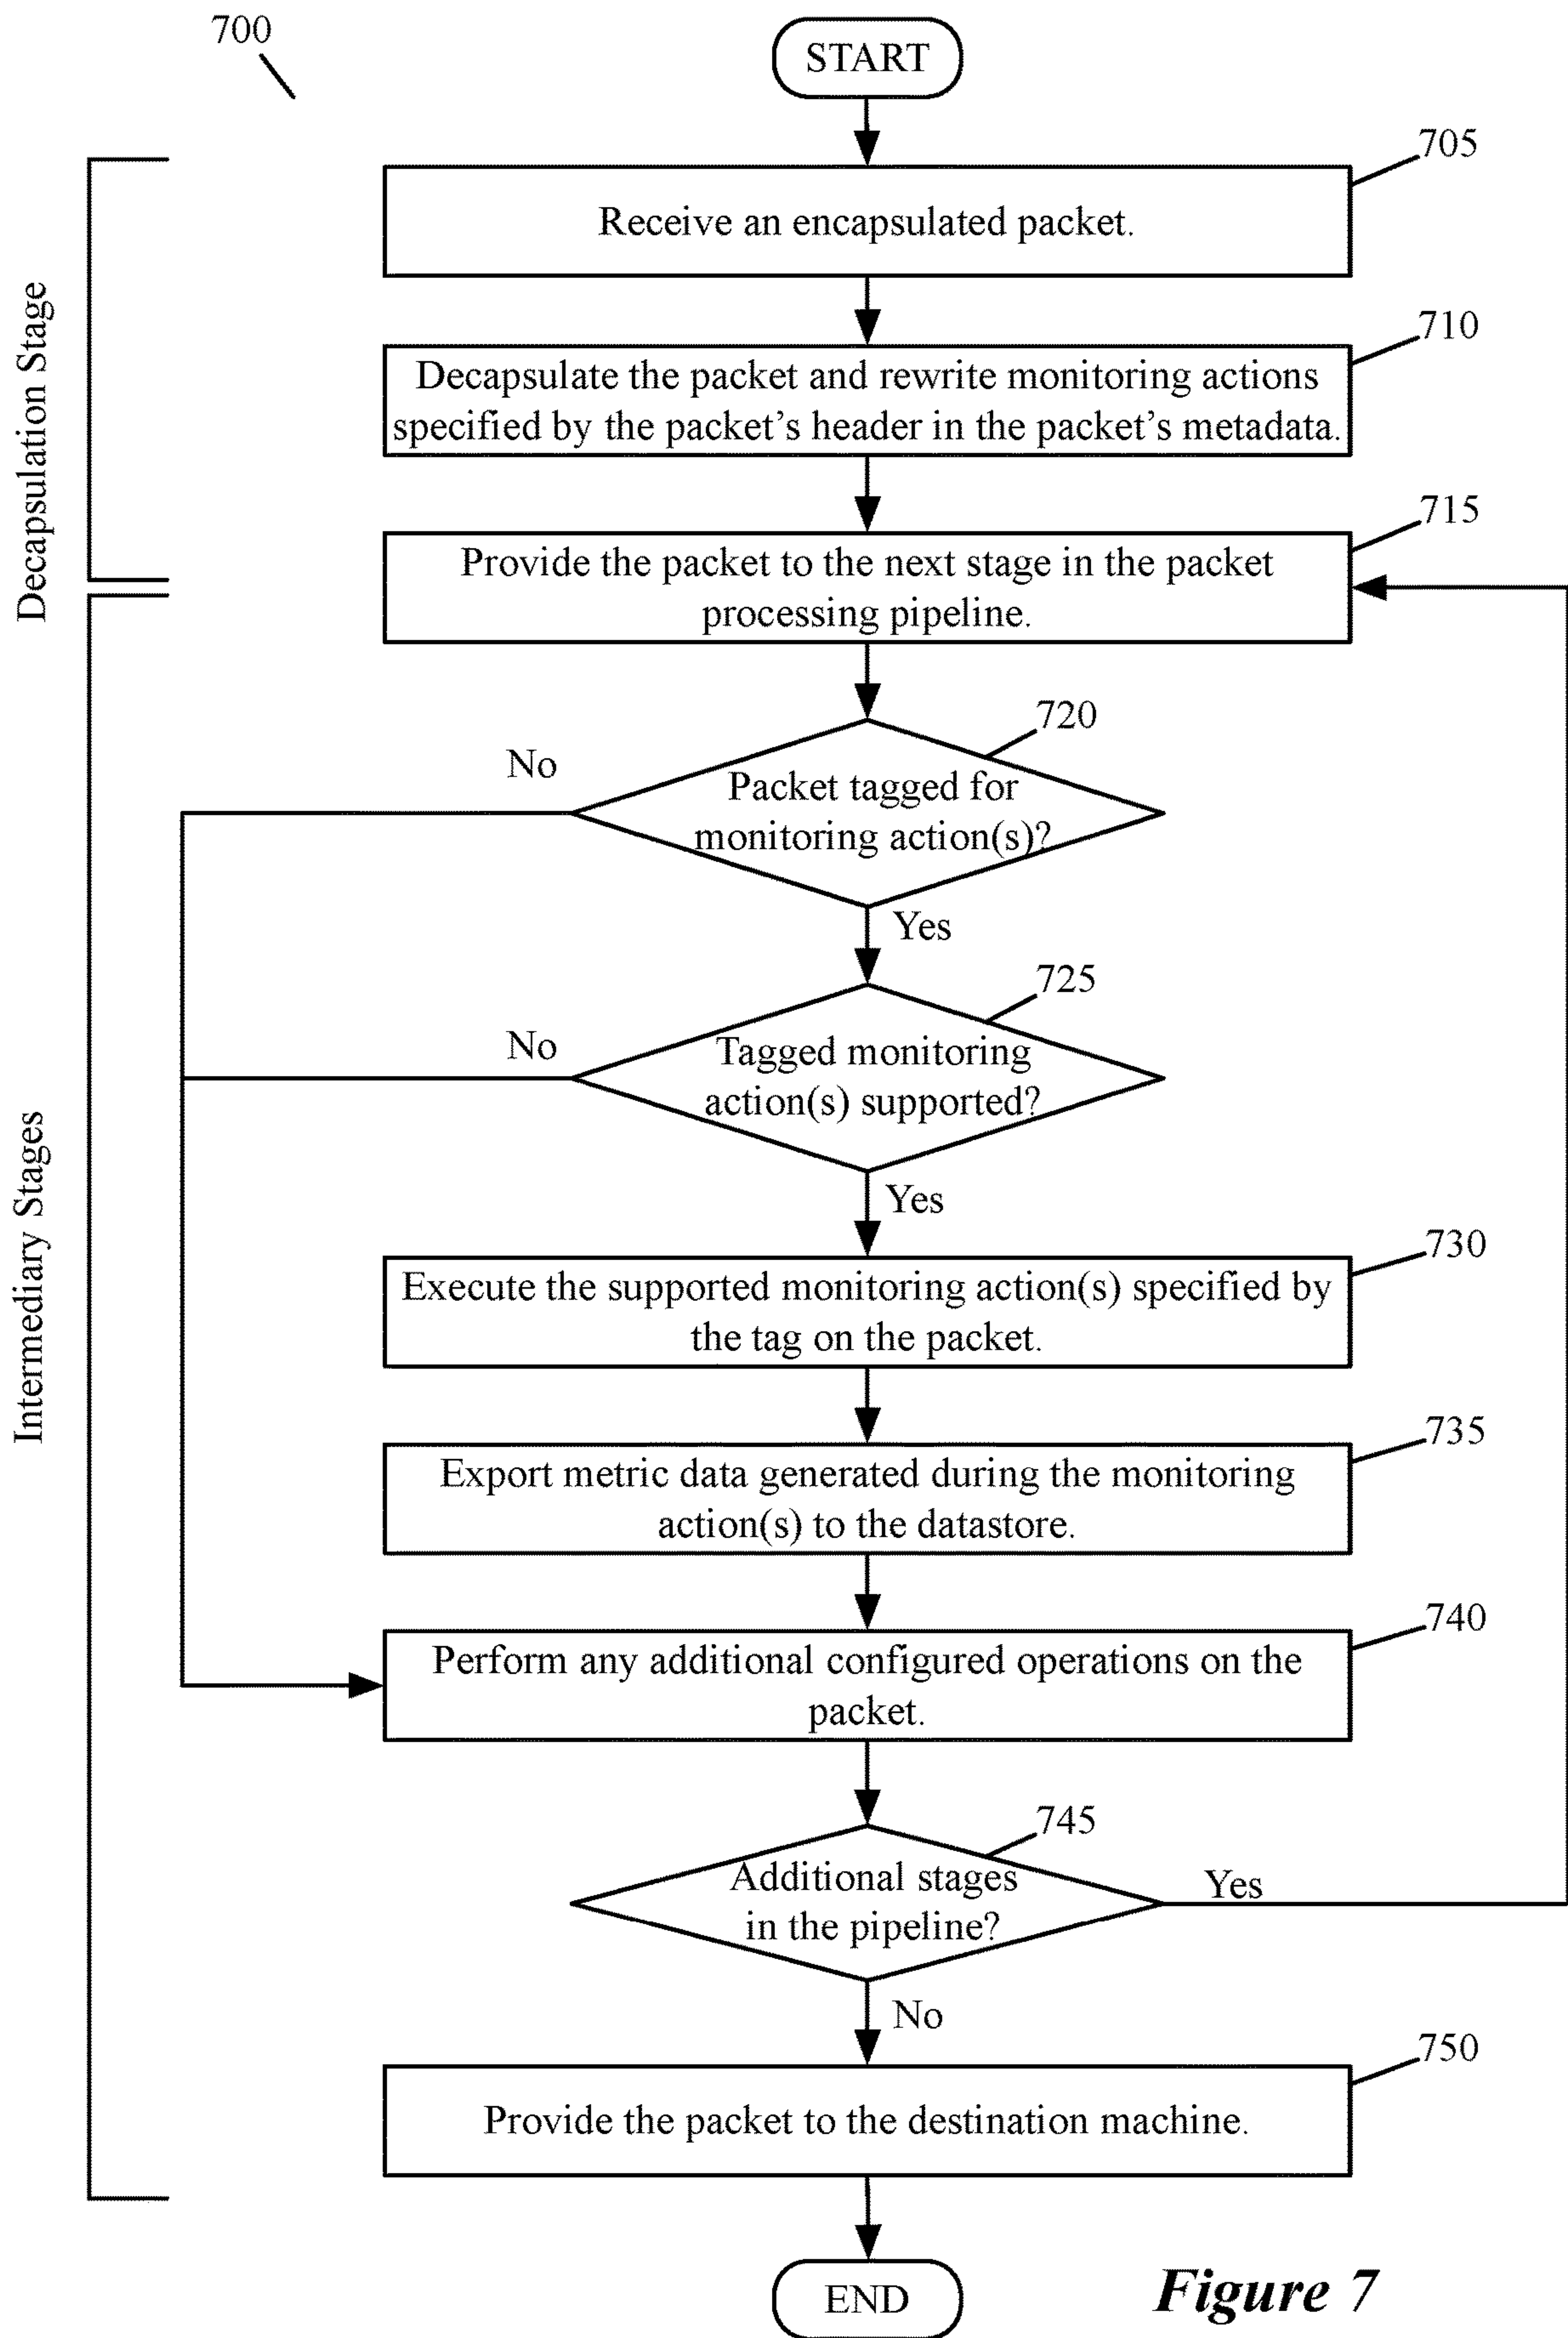 700
START
705
Receive an encapsulated packet.
710
Decapsulate the packet and rewrite monitoring actions
specified by the packet's header in the packet's metadata.
715
Provide the packet to the next stage in the packet
processing pipeline.
Decapsulation Stage
720
No
Packet tagged for
monitoring action(s)?
Yes
725
No
Tagged monitoring
action(s) supported?
Yes
730
Execute the supported monitoring action(s) specified by
the tag on the packet.
Intermediary Stages
735
Export metric data generated during the monitoring
action(s) to the datastore.
740
Perform any additional configured operations on the
packet.
745
Additional stages
in the pipeline?
Yes
No
750
Provide the packet to the destination machine.
END
Figure 7